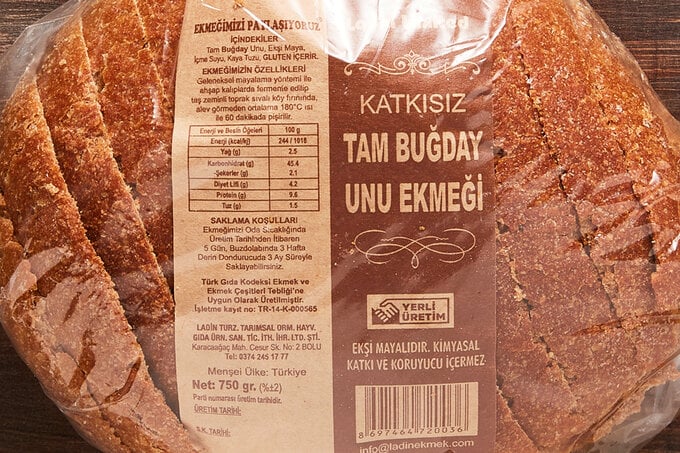 EKMEĞİMİZİ PAYLAŞIYORUZ
İÇİNDEKİLER
Tam Buğday Unu, Ekşi Maya,
İçme Suyu, Kaya Tuzu, GLUTEN İÇERİR.
EKMEĞİMİZİN ÖZELLİKLERİ
Geleneksel mayalama yöntemi ile
ahşap kalıplarda fermente edilip
taş zeminli toprak sıvalı köy fırınında,
alev görmeden ortalama 180°C ısı
ile 60 dakikada pişirilir.
Enerji ve Besin Öğeleri 100 g
Enerji (kcal/kj) 244 / 1018
Yağ (g) 2.5
Karbonhidrat (g) 45.4
-Şekerler (g) 2.1
Diyet Lifi (g) 4.2
Protein (g) 9.6
Tuz (g) 1.5
SAKLAMA KOŞULLARI
Ekmeğimizi Oda Sıcaklığında
Üretim Tarihi'nden İtibaren
5 Gün, Buzdolabında 3 Hafta
Derin Dondurucuda 3 Ay Süreyle
Saklayabilirsiniz.
Türk Gıda Kodeksi Ekmek ve
Ekmek Çeşitleri Tebliği'ne
Uygun Olarak Üretilmiştir.
İşletme kayıt no: TR-14-K-000565
LADİN TURZ. TARIMSAL ORM. HAYV.
GIDA ÜRN. SAN. TİC. İTH. İHR. LTD. ŞTİ.
Karacaağaç Mah. Cesur Sk. No: 2 BOLU
Tel: 0374 245 17 77
Menşei Ülke: Türkiye
Net: 750 gr. (%±2)
Parti numarası üretim tarihidir.
ÜRETİM TARİHİ:
S.K. TARİHİ:
KATKISIZ
TAM BUĞDAY
UNU EKMEĞİ
YERLİ
ÜRETİM
EKŞİ MAYALIDIR. KİMYASAL
KATKI VE KORUYUCU İÇERMEZ
8 697464 720036
info@ladinekmek.com